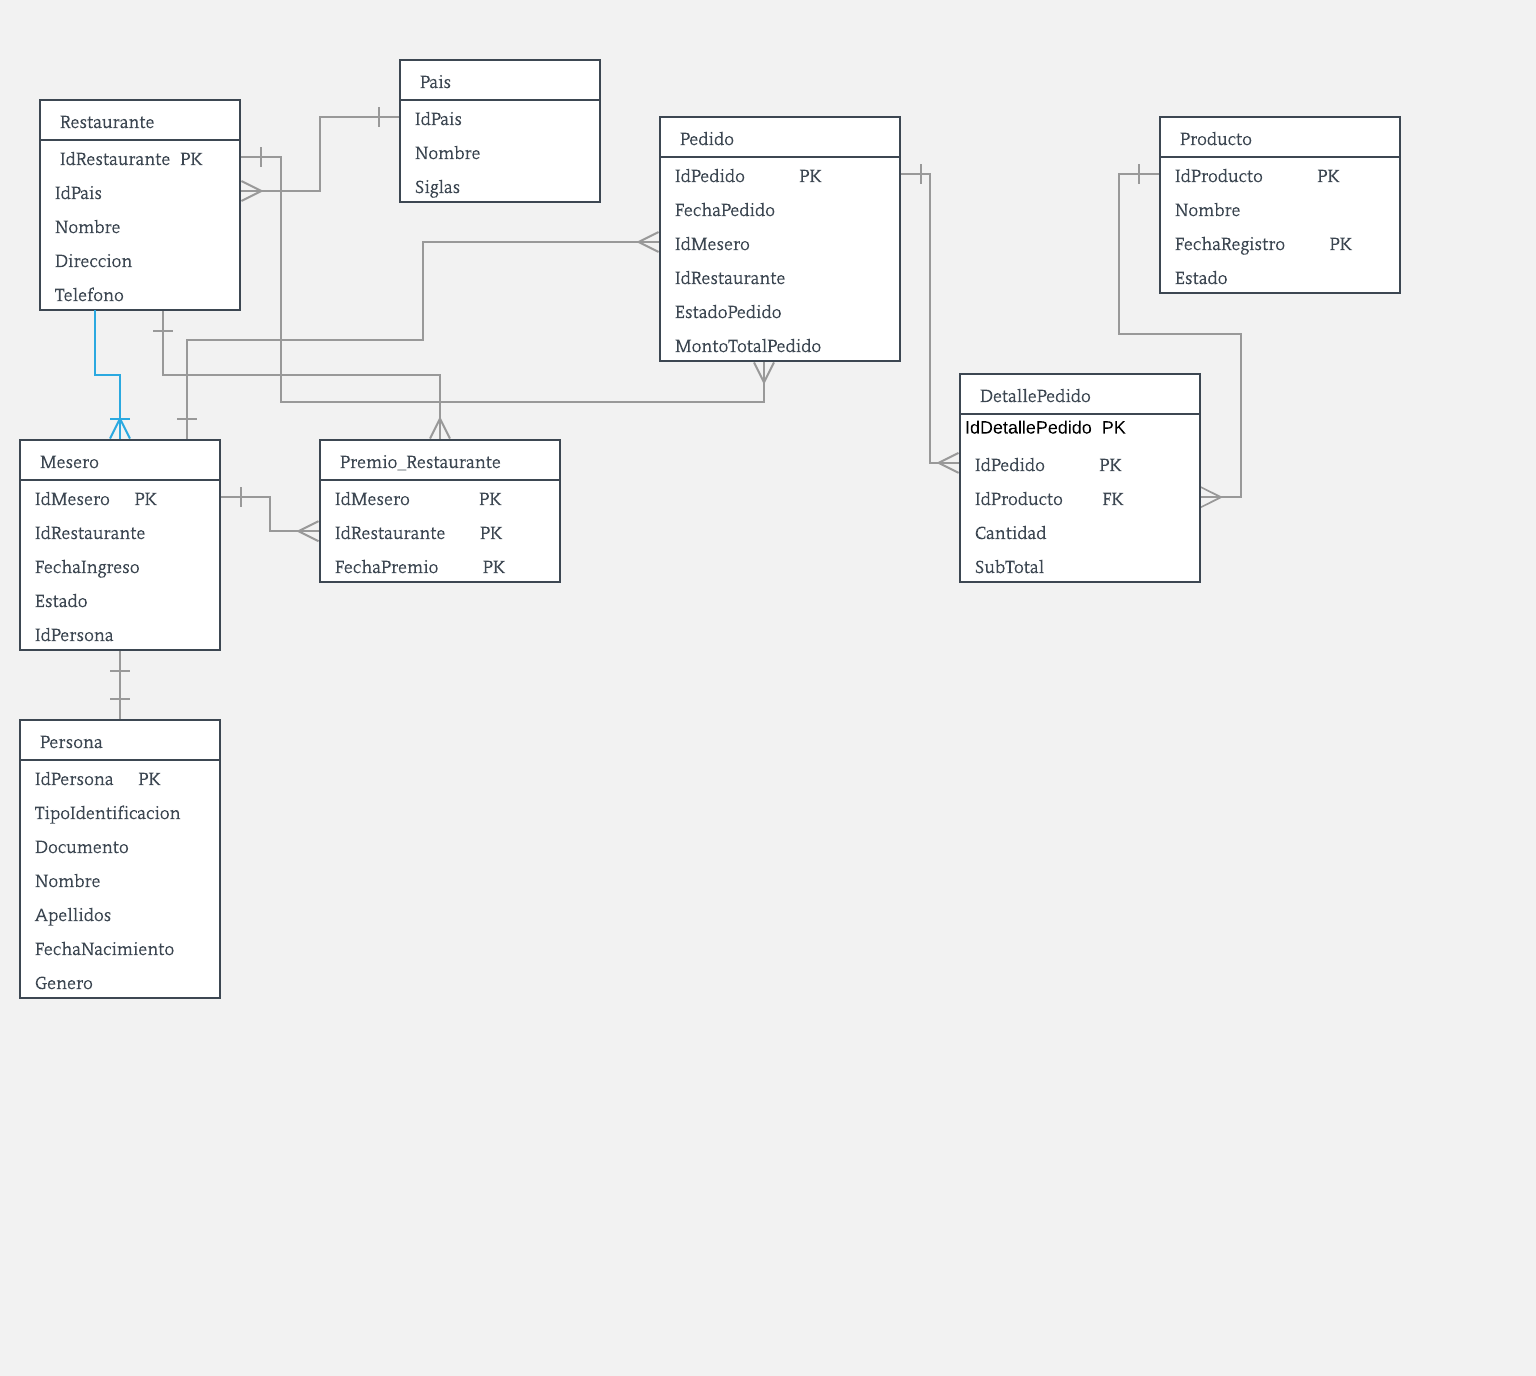 Pais
IdPais
Nombre
Siglas
Restaurante
IdRestaurante PK
IdPais
Nombre
Direccion
Telefono
Pedido
IdPedido PK
FechaPedido
IdMesero
IdRestaurante
EstadoPedido
MontoTotalPedido
Producto
IdProducto PK
Nombre
FechaRegistro PK
Estado
DetallePedido
IdDetallePedido PK
IdPedido PK
IdProducto FK
Cantidad
SubTotal
Mesero
IdMesero PK
IdRestaurante
FechaIngreso
Estado
IdPersona
Premio_Restaurante
IdMesero PK
IdRestaurante PK
FechaPremio PK
Persona
IdPersona PK
TipoIdentificacion
Documento
Nombre
Apellidos
FechaNacimiento
Genero